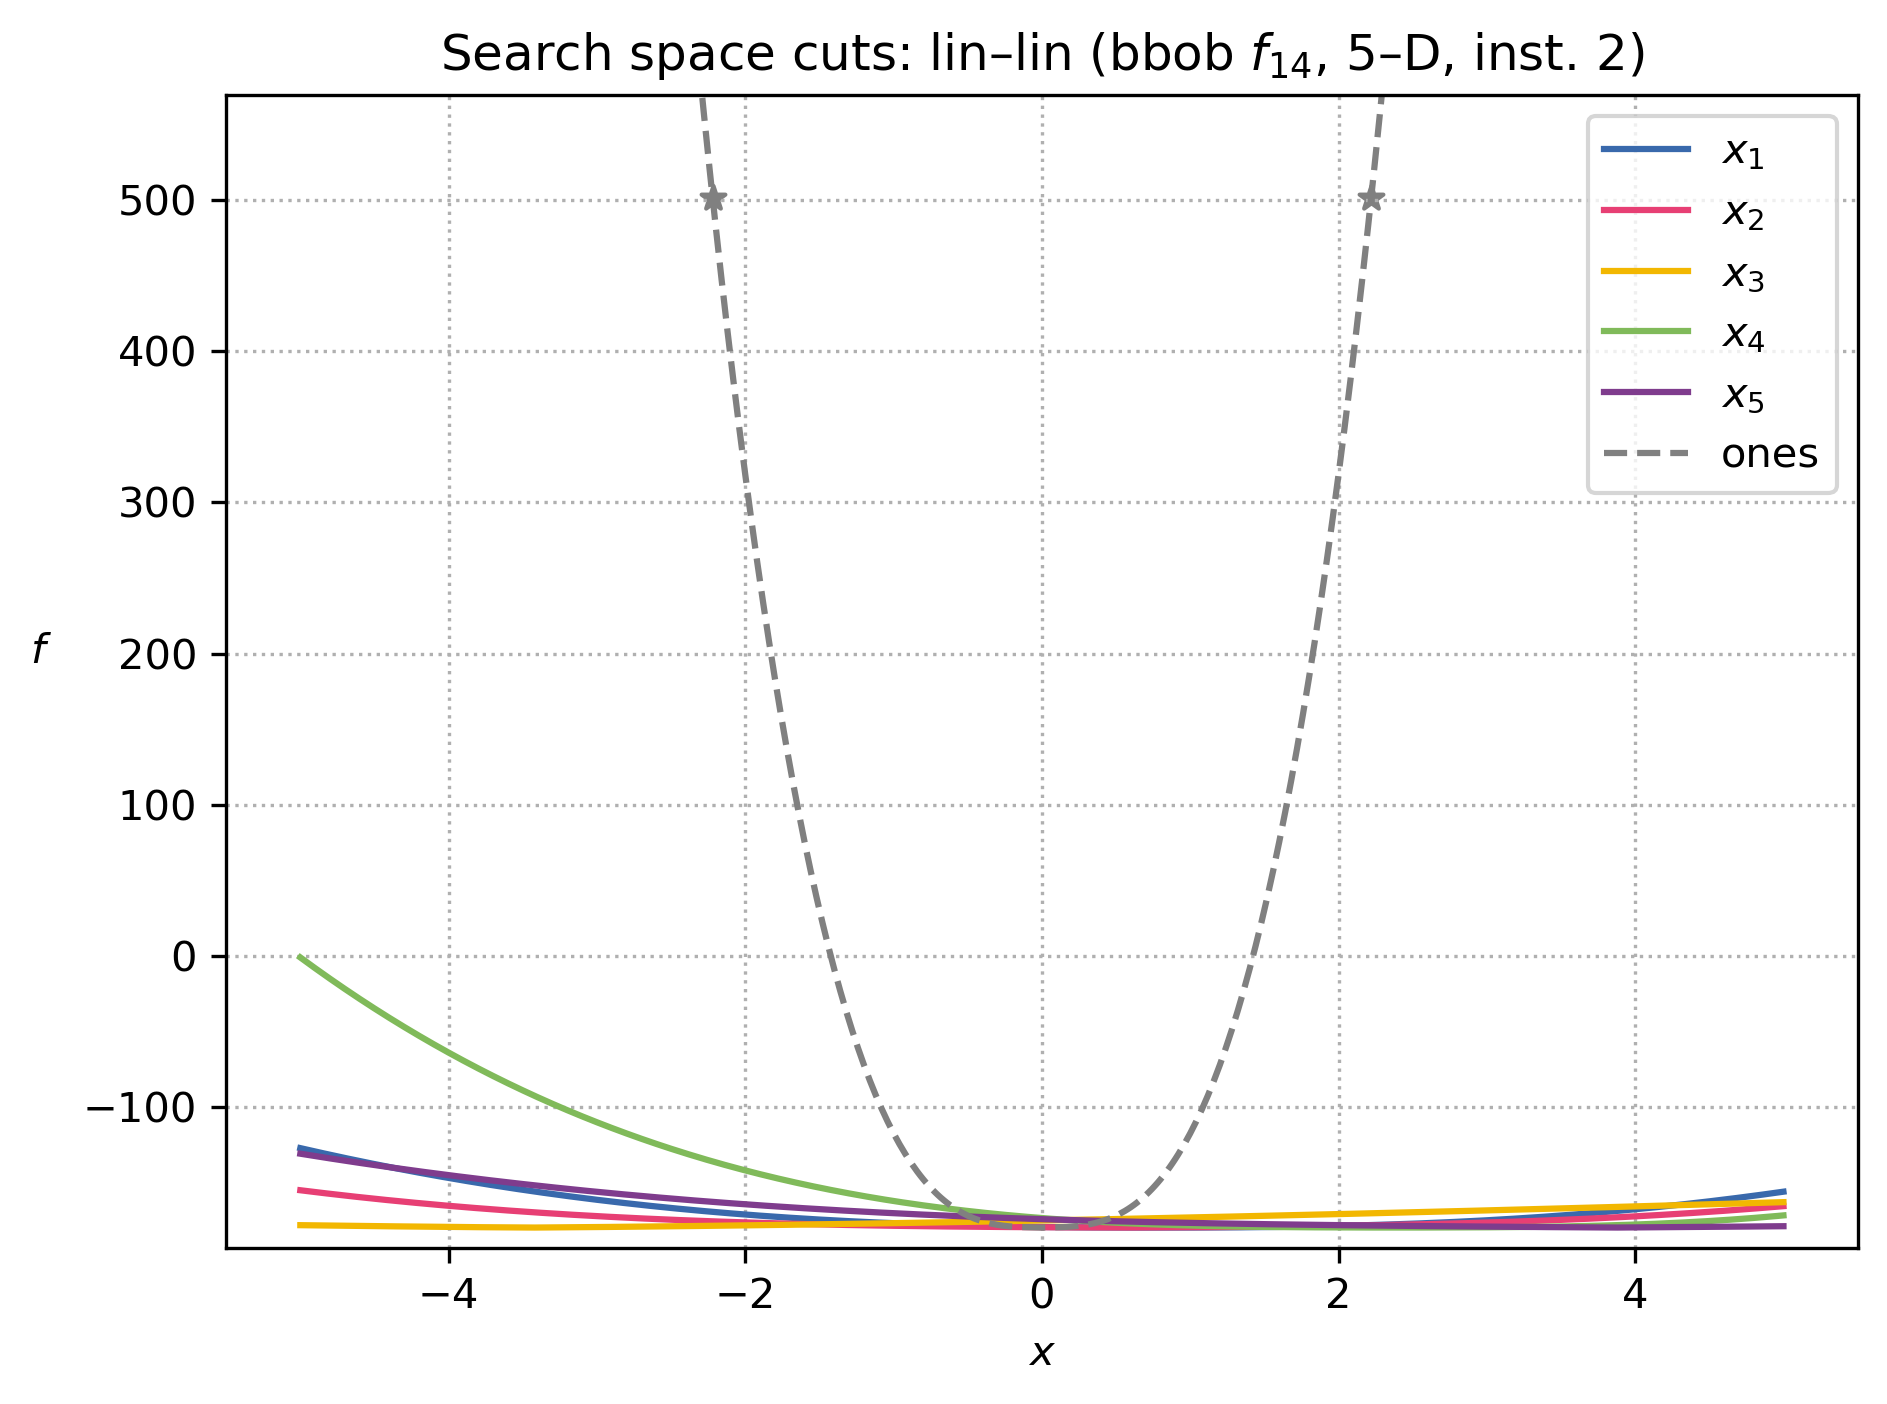 Search space cuts: lin–lin (bbob f14, 5–D, inst. 2)
500
400
300
200
100
0
−100
f
−4
−2
0
2
4
x
x1
x2
x3
x4
x5
ones